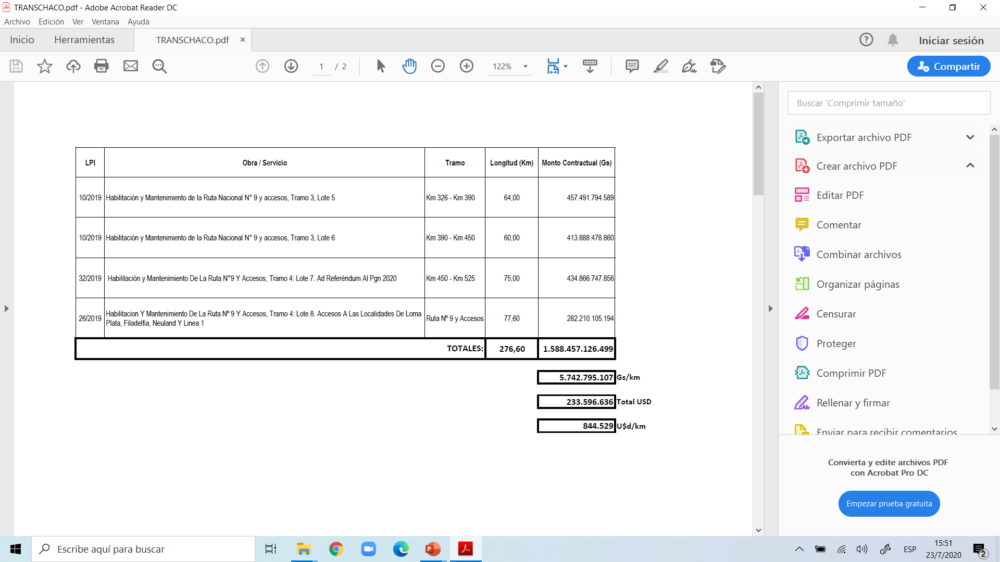 TRANSCHACO.pdf - Adobe Acrobat Reader DC
Archivo Edición Ver Ventana Ayuda
Inicio Herramientas TRANSCHACO.pdf × Iniciar sesión
1 / 2 122% Compartir
Buscar 'Comprimir tamaño'
Exportar archivo PDF
Crear archivo PDF
Editar PDF
Comentar
Combinar archivos
Organizar páginas
Censurar
Proteger
Comprimir PDF
Rellenar y firmar
Enviar para recibir comentarios
Convierta y edite archivos PDF
con Acrobat Pro DC
Empezar prueba gratuita
LPI Obra / Servicio Tramo Longitud (Km) Monto Contractual (Gs)
10/2019 Habilitación y Mantenimiento de la Ruta Nacional N° 9 y accesos, Tramo 3, Lote 5 Km 326 - Km 390 64,00 457.491.794.589
10/2019 Habilitación y Mantenimiento de la Ruta Nacional N° 9 y accesos, Tramo 3, Lote 6 Km 390 - Km 450 60,00 413.888.478.860
32/2019 Habilitación y Mantenimiento De La Ruta N°9 Y Accesos, Tramo 4: Lote 7. Ad Referéndum Al Pgn 2020 Km 450 - Km 525 75,00 434.866.747.856
26/2019 Habilitacion Y Mantenimiento De La Ruta Nº 9 Y Accesos, Tramo 4: Lote 8. Accesos A Las Localidades De Loma
Plata, Filadelfia, Neuland Y Linea 1 Ruta Nº 9 y Accesos 77,60 282.210.105.194
TOTALES: 276,60 1.588.457.126.499
5.742.795.107 Gs/km
233.596.636 Total USD
844.529 U$d/km
Escribe aquí para buscar
ESP
15:51
23/7/2020
2